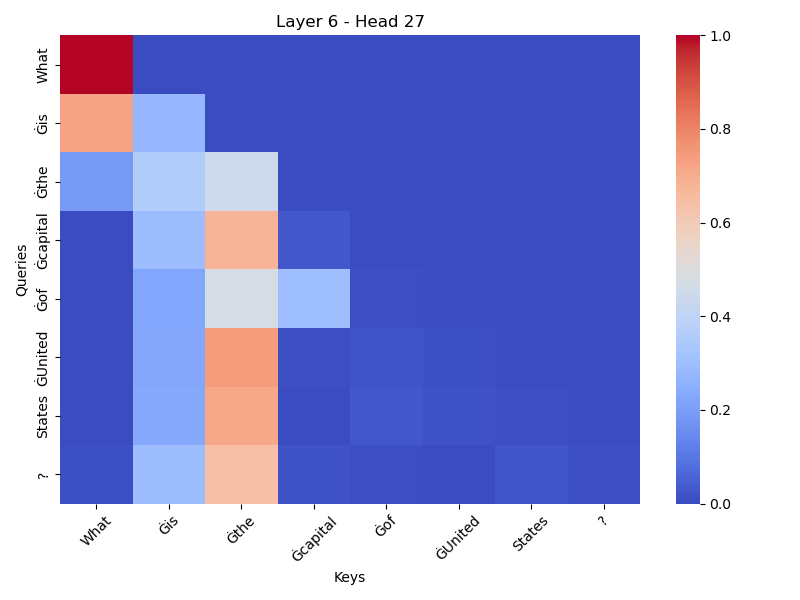 Layer 6 - Head 27
Queries
What
Ġis
Ġthe
Ġcapital
Ġof
ĠUnited
States
?
What
Ġis
Ġthe
Ġcapital
Ġof
ĠUnited
States
?
Keys
1.0
0.8
0.6
0.4
0.2
0.0